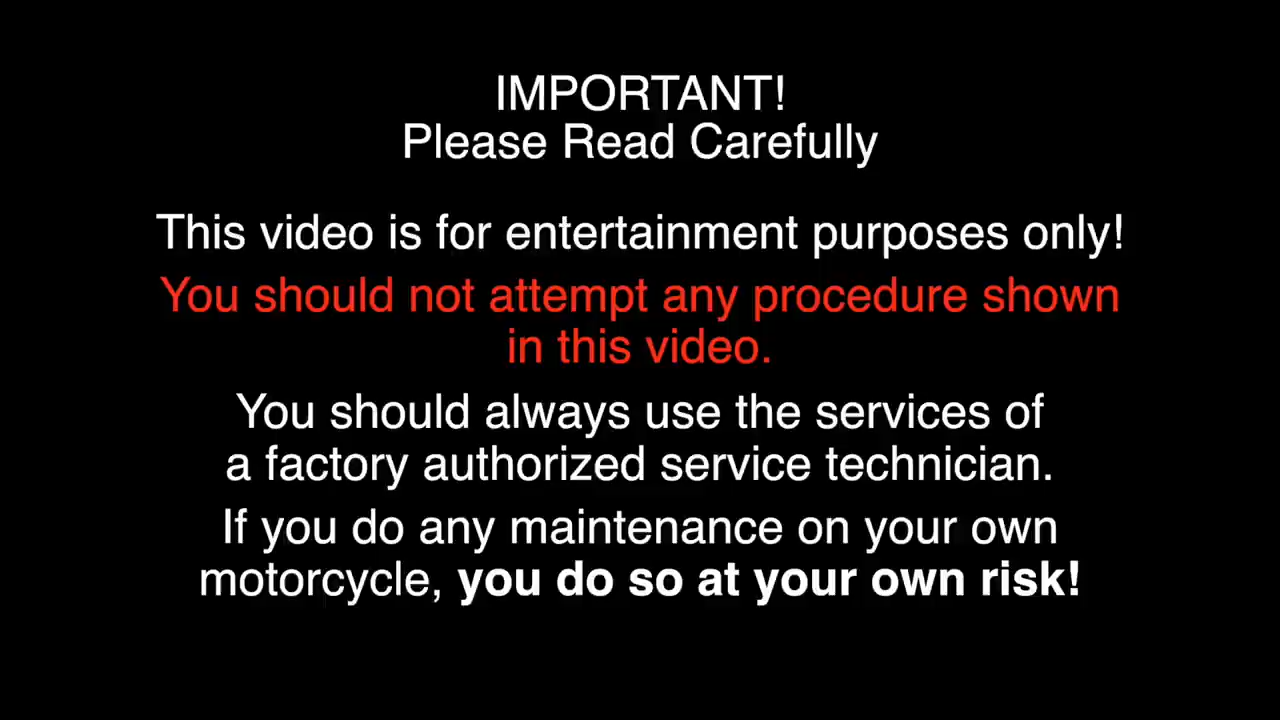 IMPORTANT!
Please Read Carefully
This video is for entertainment purposes only!
You should not attempt any procedure shown
in this video.
You should always use the services of
a factory authorized service technician.
If you do any maintenance on your own
motorcycle, you do so at your own risk!